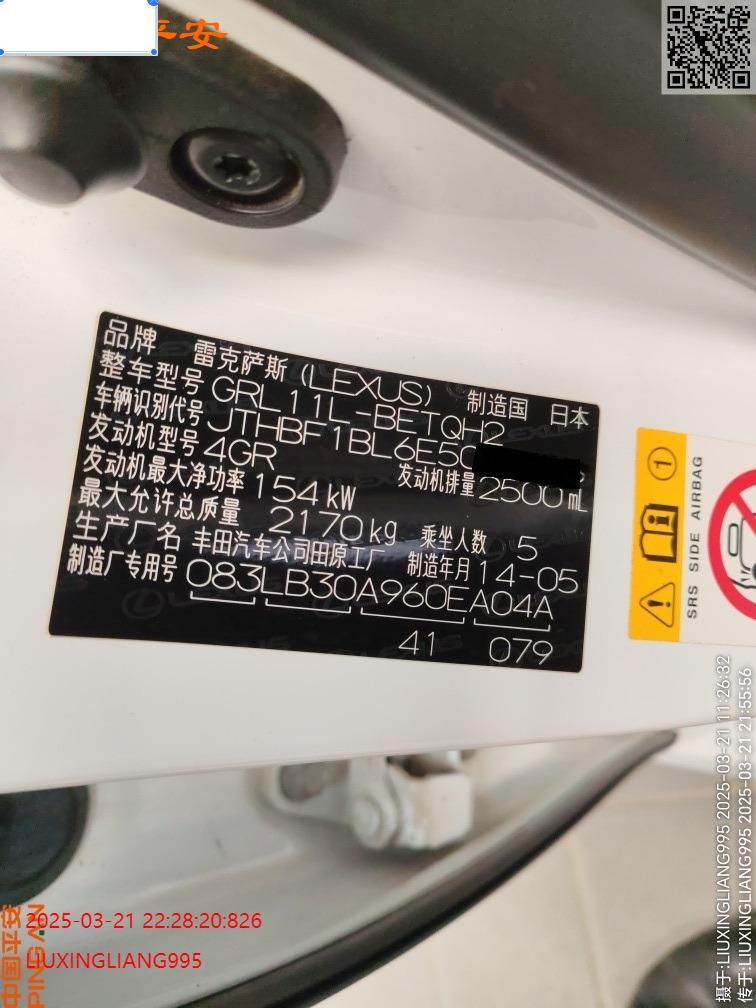 平安
品牌 雷克萨斯 (LEXUS) 制造国 日本
整车型号 GRL11L-BETQH2
车辆识别代号 JTHBF1BL6E50
发动机型号 4GR 发动机排量 2500 mL
发动机最大净功率 154 kW
最大允许总质量 2170 kg 乘坐人数 5
生产厂名 丰田汽车公司田原工厂 制造年月 14-05
制造厂专用号 083 LB30 A960E A04A
41 079
SRS SIDE AIRBAG
1
摄于:LIUXINGLIANG995 2025-03-21 11:26:32
传于:LIUXINGLIANG995 2025-03-21 21:55:56
中国平安
PING AN
2025-03-21 22:28:20:826
LIUXINGLIANG995